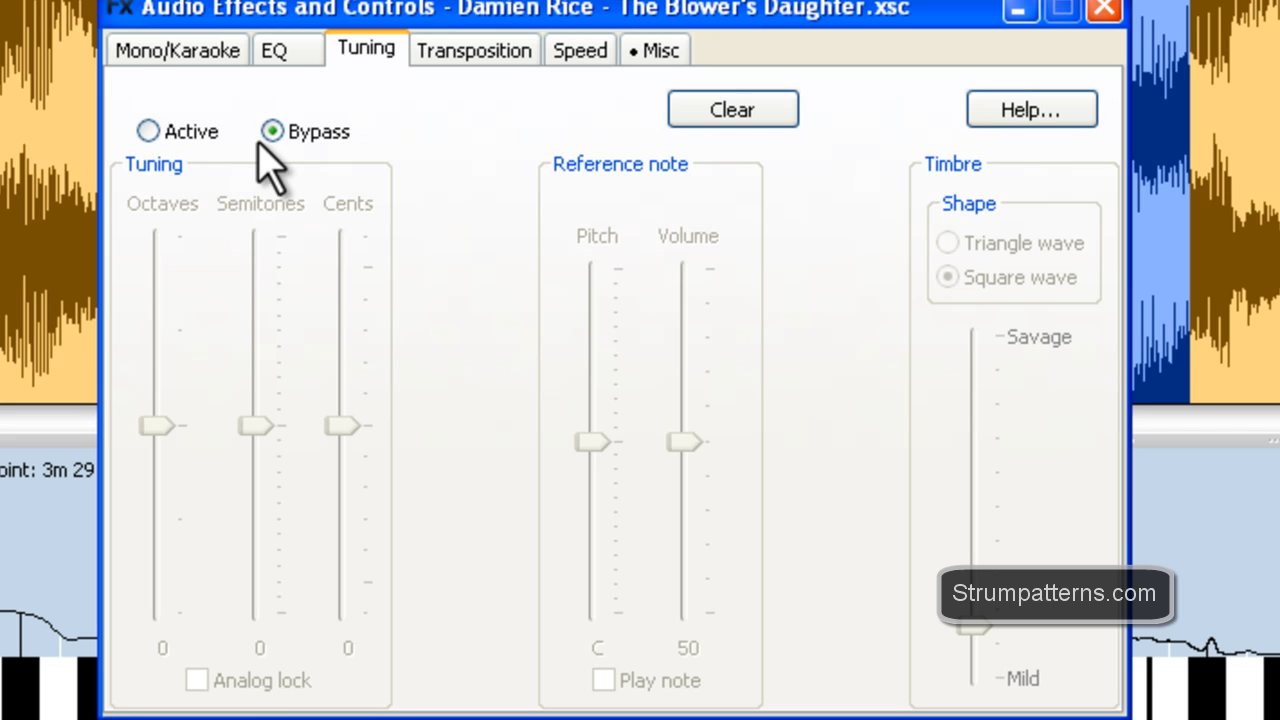 FX Audio Effects and Controls - Damien Rice - The Blower's Daughter.xsc
Mono/Karaoke EQ Tuning Transposition Speed • Misc
Active Bypass Clear Help...
Tuning Reference note Timbre
Octaves Semitones Cents Shape
Pitch Volume Triangle wave
Square wave
Savage
oint: 3m 29
Strumpatterns.com
0 0 0 C 50
Analog lock Play note Mild